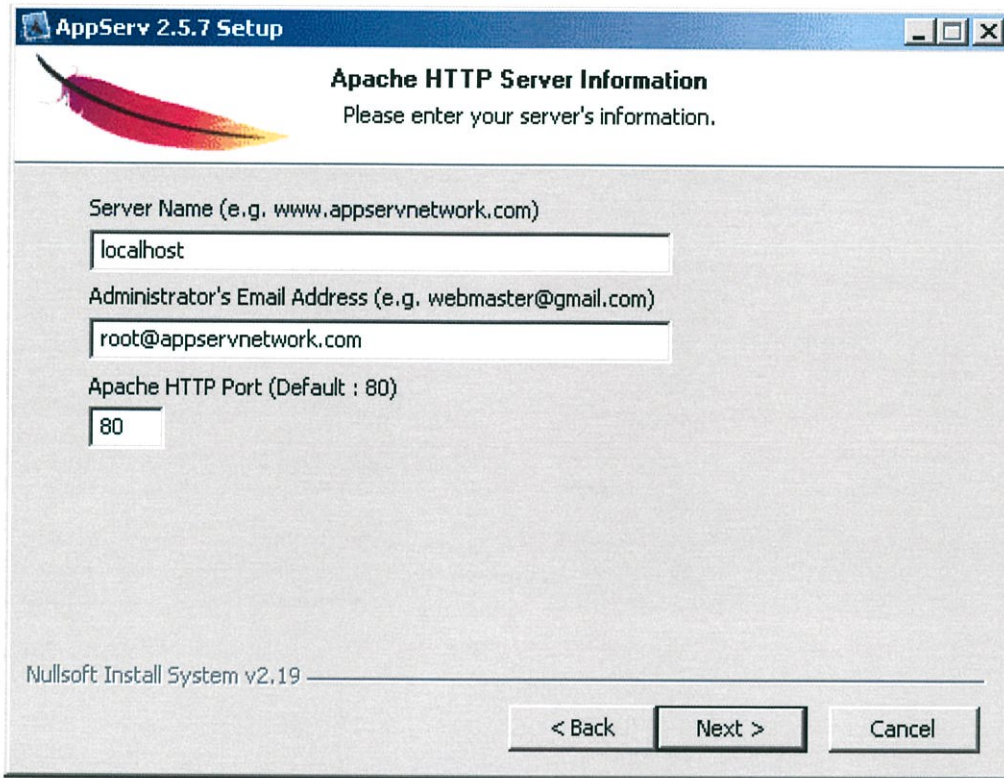 AppServ 2.5.7 Setup
Apache HTTP Server Information
Please enter your server's information.
Server Name (e.g. www.appservnetwork.com)
localhost
Administrator's Email Address (e.g. webmaster@gmail.com)
root@appservnetwork.com
Apache HTTP Port (Default : 80)
80
Nullsoft Install System v2.19
< Back Next > Cancel